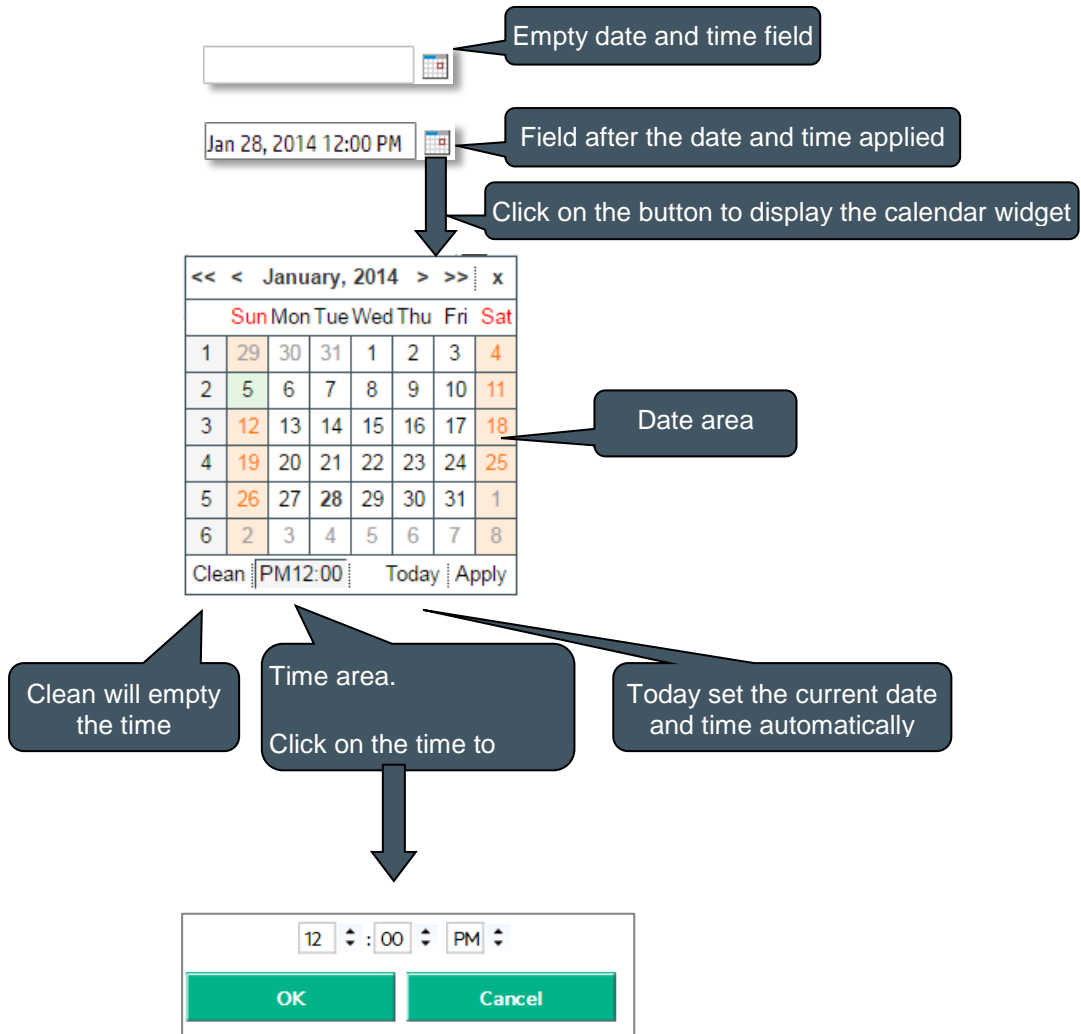 Empty date and time field
Jan 28, 2014 12:00 PM
Field after the date and time applied
Click on the button to display the calendar widget
<< < January, 2014 > >> x
Sun Mon Tue Wed Thu Fri Sat
1 29 30 31 1 2 3 4
2 5 6 7 8 9 10 11
3 12 13 14 15 16 17 18
4 19 20 21 22 23 24 25
5 26 27 28 29 30 31 1
6 2 3 4 5 6 7 8
Date area
Clean PM12:00 Today Apply
Clean will empty
the time
Time area.
Click on the time to
Today set the current date
and time automatically
12 : 00 PM
OK Cancel